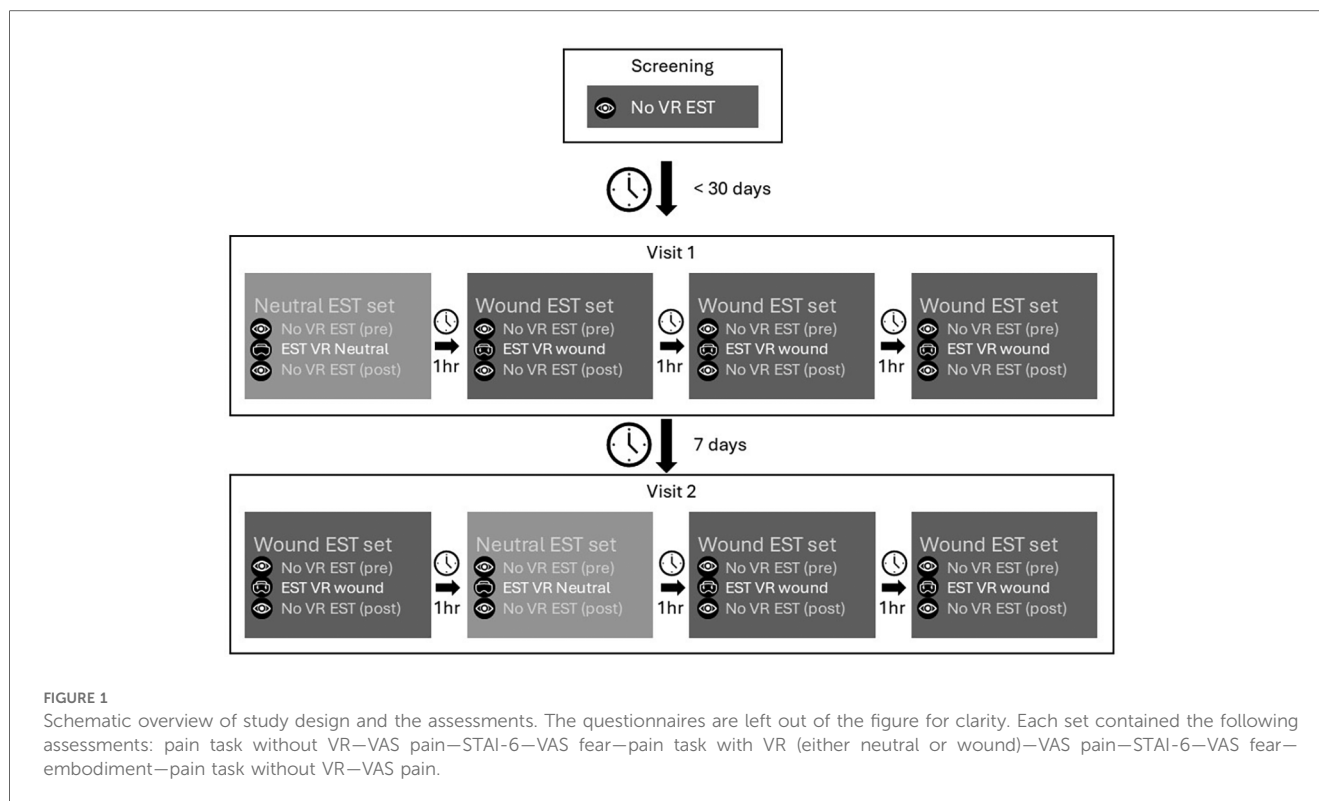 Screening
No VR EST
< 30 days
Visit 1
Neutral EST set
No VR EST (pre)
EST VR Neutral
No VR EST (post)
1hr
Wound EST set
No VR EST (pre)
EST VR wound
No VR EST (post)
1hr
Wound EST set
No VR EST (pre)
EST VR wound
No VR EST (post)
1hr
Wound EST set
No VR EST (pre)
EST VR wound
No VR EST (post)
7 days
Visit 2
Wound EST set
No VR EST (pre)
EST VR wound
No VR EST (post)
1hr
Neutral EST set
No VR EST (pre)
EST VR Neutral
No VR EST (post)
1hr
Wound EST set
No VR EST (pre)
EST VR wound
No VR EST (post)
1hr
Wound EST set
No VR EST (pre)
EST VR wound
No VR EST (post)
FIGURE 1
Schematic overview of study design and the assessments. The questionnaires are left out of the figure for clarity. Each set contained the following
assessments: pain task without VR—VAS pain—STAI-6—VAS fear—pain task with VR (either neutral or wound)—VAS pain—STAI-6—VAS fear—
embodiment—pain task without VR—VAS pain.